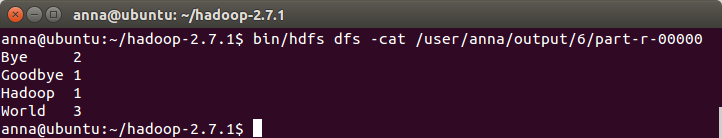 anna@ubuntu: ~/hadoop-2.7.1
anna@ubuntu:~/hadoop-2.7.1$ bin/hdfs dfs -cat /user/anna/output/6/part-r-00000
Bye     2
Goodbye 1
Hadoop  1
World   3
anna@ubuntu:~/hadoop-2.7.1$